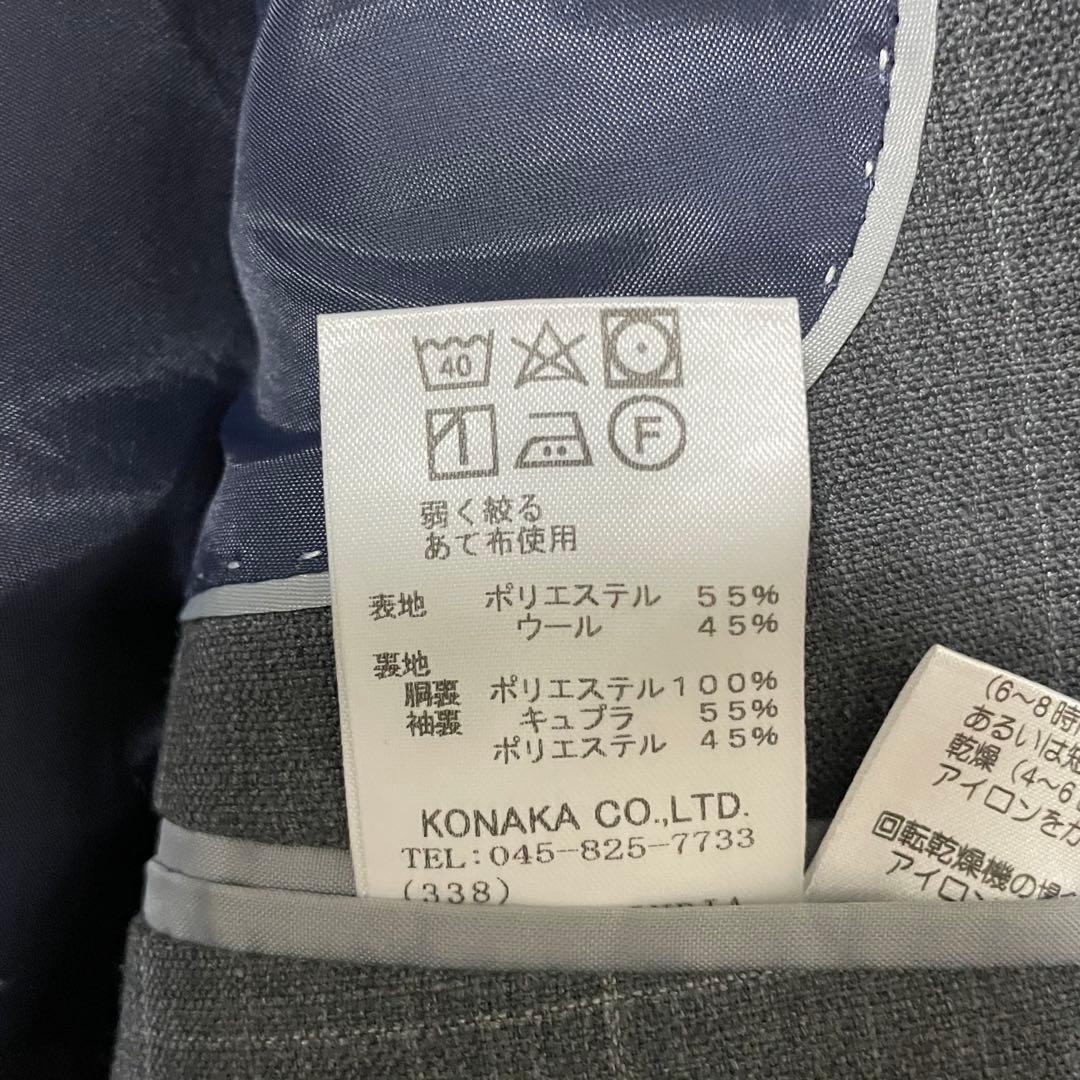 40
F
弱く絞る
あて布使用
表地 ポリエステル 55%
ウール 45%
裏地
胴裏 ポリエステル100%
袖裏 キュプラ 55%
ポリエステル 45%
KONAKA CO.,LTD.
TEL:045-825-7733
(338)
(6~8時
あるいは短
乾燥 (4~6
アイロンをか
回転乾燥機の場
アイロン